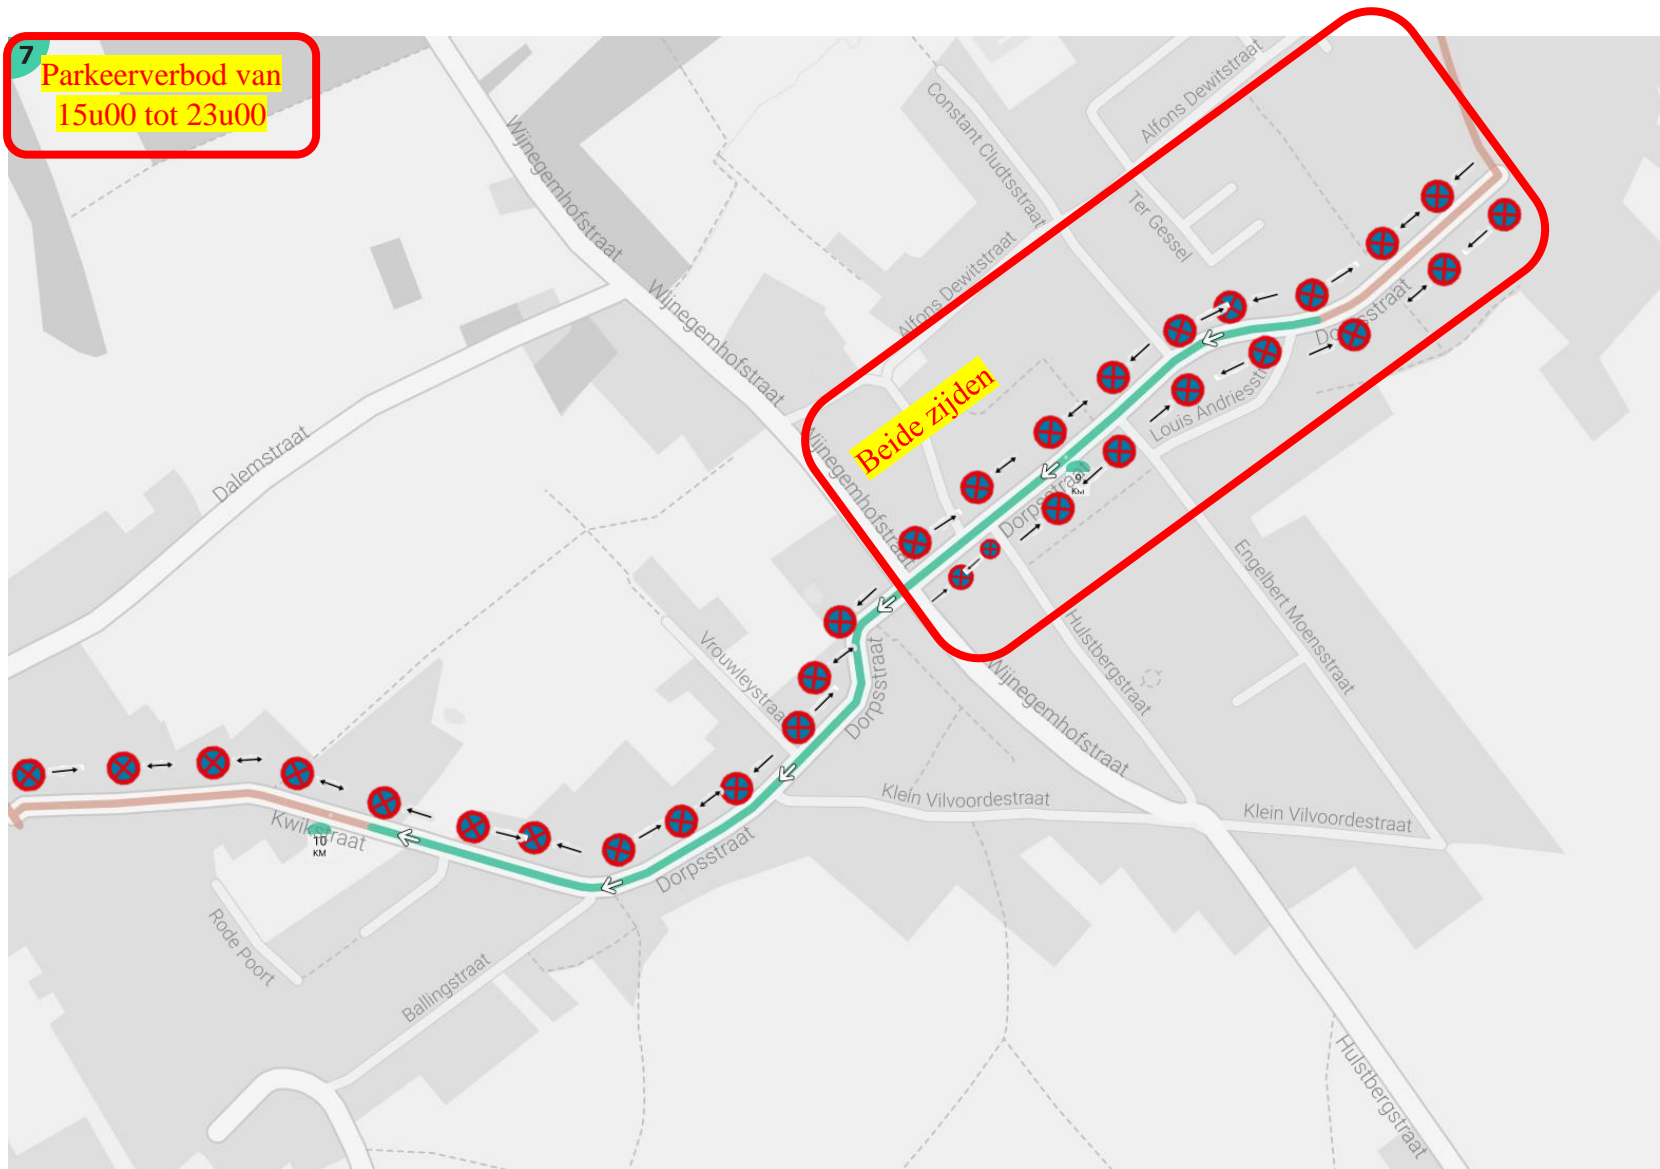 7
Parkeerverbod van
15u00 tot 23u00
Wijnegemhofstraat
Constant Cludtsstraat
Alfons Dewitstraat
Ter Gessel
Alfons Dewitstraat
Wijnegemhofstraat
Dorpsstraat
Beide zijden
Louis Andriesstr
Dalemstraat
Wijnegemhofstraat
Dorpsstraat
9
KM
Engelbert Moensstraat
Vrouwleystraat
Dorpsstraat
Hulstbergstraat
Wijnegemhofstraat
Klein Vilvoordestraat
Klein Vilvoordestraat
Kwikstraat
10
KM
Dorpsstraat
Rode Poort
Ballingstraat
Hulstbergstraat